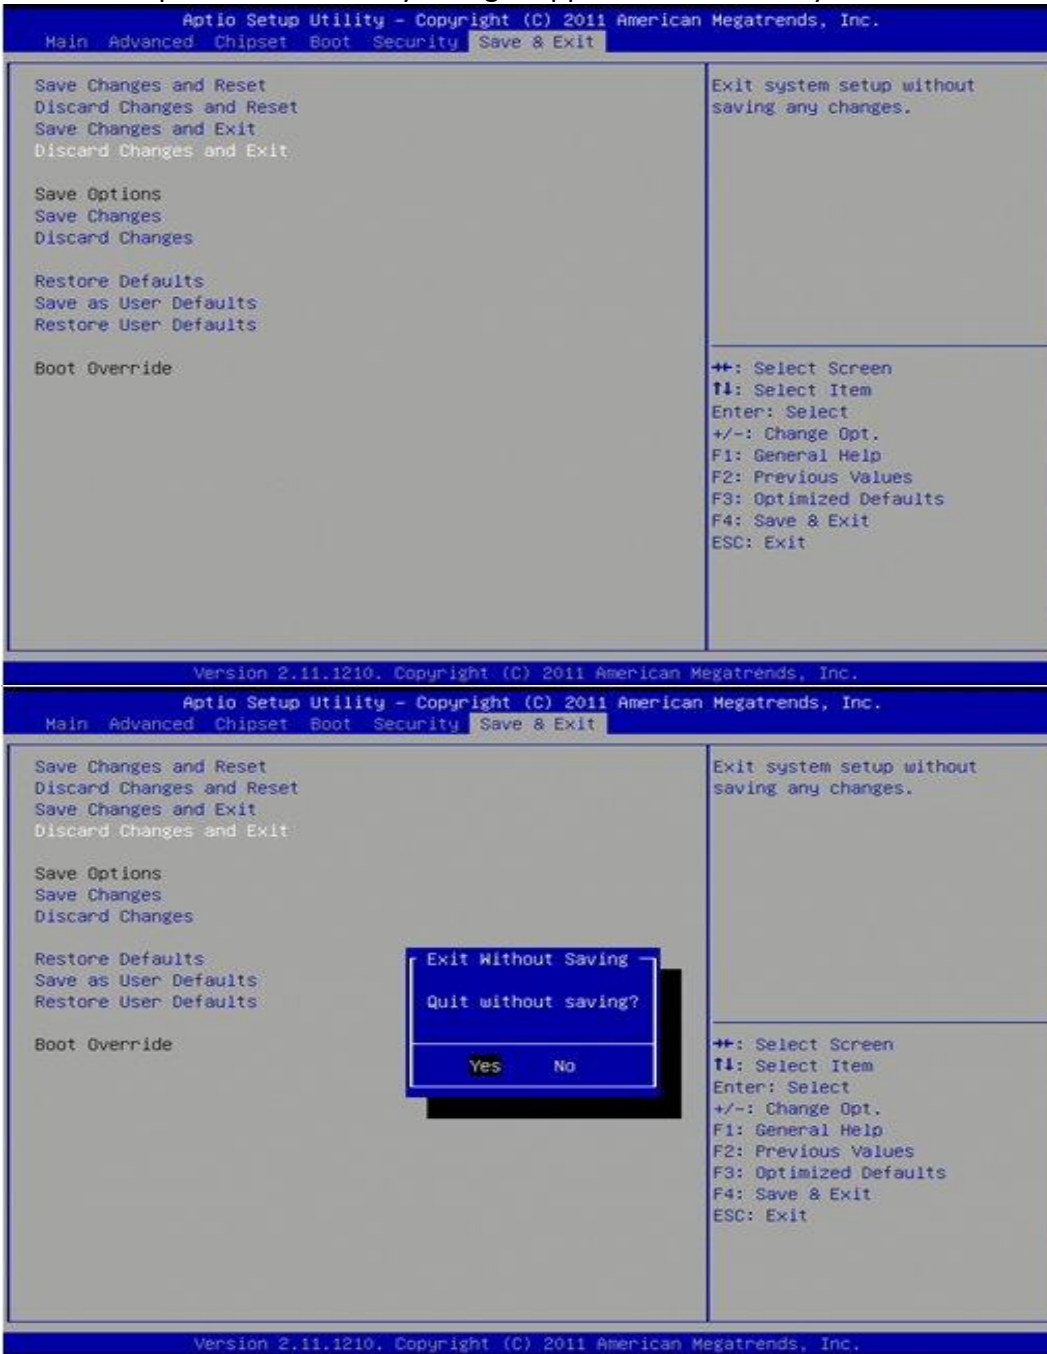 Aptio Setup Utility - Copyright (C) 2011 American Megatrends, Inc.
Main Advanced Chipset Boot Security Save & Exit
Save Changes and Reset
Discard Changes and Reset
Save Changes and Exit
Discard Changes and Exit
Save Options
Save Changes
Discard Changes
Restore Defaults
Save as User Defaults
Restore User Defaults
Boot Override
Exit system setup without
saving any changes.
→←: Select Screen
↑↓: Select Item
Enter: Select
+/-: Change Opt.
F1: General Help
F2: Previous Values
F3: Optimized Defaults
F4: Save & Exit
ESC: Exit
Version 2.11.1210. Copyright (C) 2011 American Megatrends, Inc.
Aptio Setup Utility - Copyright (C) 2011 American Megatrends, Inc.
Main Advanced Chipset Boot Security Save & Exit
Save Changes and Reset
Discard Changes and Reset
Save Changes and Exit
Discard Changes and Exit
Save Options
Save Changes
Discard Changes
Restore Defaults
Save as User Defaults
Restore User Defaults
Boot Override
Exit Without Saving
Quit without saving?
Yes No
Exit system setup without
saving any changes.
→←: Select Screen
↑↓: Select Item
Enter: Select
+/-: Change Opt.
F1: General Help
F2: Previous Values
F3: Optimized Defaults
F4: Save & Exit
ESC: Exit
Version 2.11.1210. Copyright (C) 2011 American Megatrends, Inc.